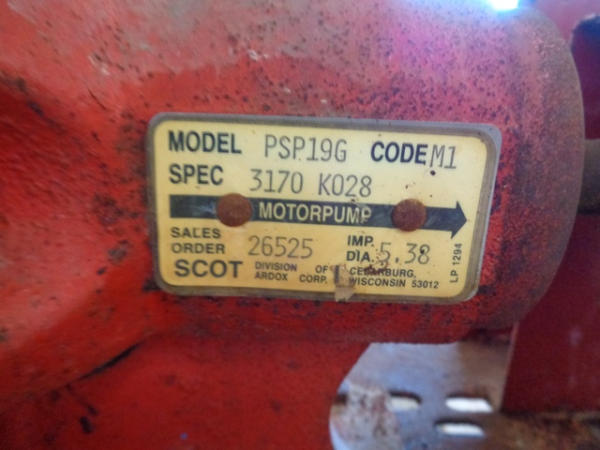 MODEL PSP19G CODE M1
SPEC 3170 K028
MOTORPUMP
SALES ORDER 26525 IMP. DIA. 5.38
SCOT DIVISION OF ARDOX CORP. CEDARBURG, WISCONSIN 53012
LP 1294